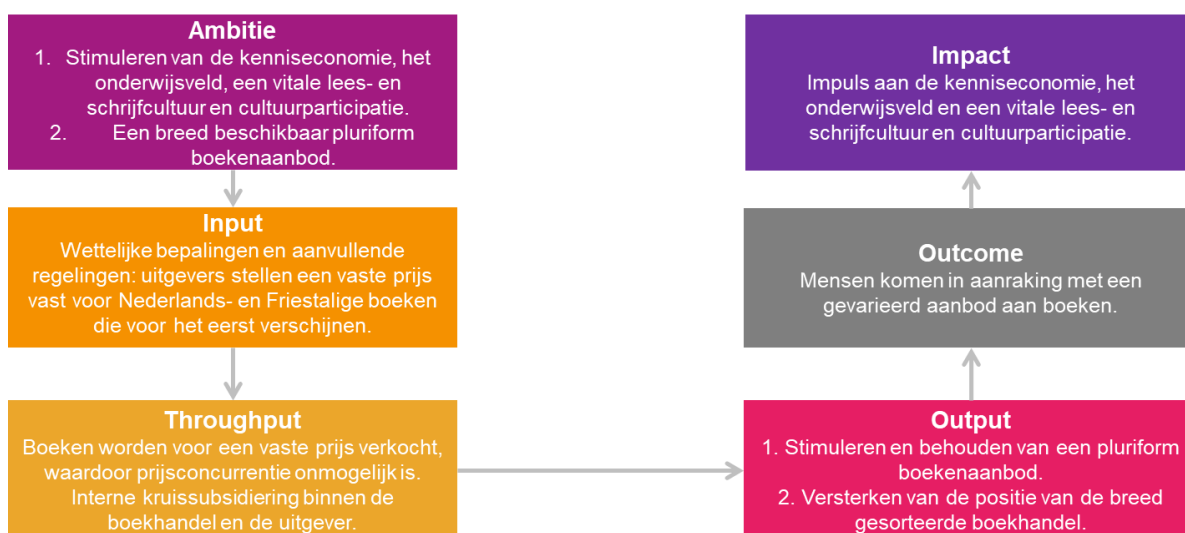 Ambitie
1. Stimuleren van de kenniseconomie, het
onderwijsveld, een vitale lees- en
schrijfcultuur en cultuurparticipatie.
2. Een breed beschikbaar pluriform
boekenaanbod.
Input
Wettelijke bepalingen en aanvullende
regelingen: uitgevers stellen een vaste prijs
vast voor Nederlands- en Friestalige boeken
die voor het eerst verschijnen.
Throughput
Boeken worden voor een vaste prijs verkocht,
waardoor prijsconcurrentie onmogelijk is.
Interne kruissubsidiering binnen de
boekhandel en de uitgever.
Impact
Impuls aan de kenniseconomie, het
onderwijsveld en een vitale lees- en
schrijfcultuur en cultuurparticipatie.
Outcome
Mensen komen in aanraking met een
gevarieerd aanbod aan boeken.
Output
1. Stimuleren en behouden van een pluriform
boekenaanbod.
2. Versterken van de positie van de breed
gesorteerde boekhandel.